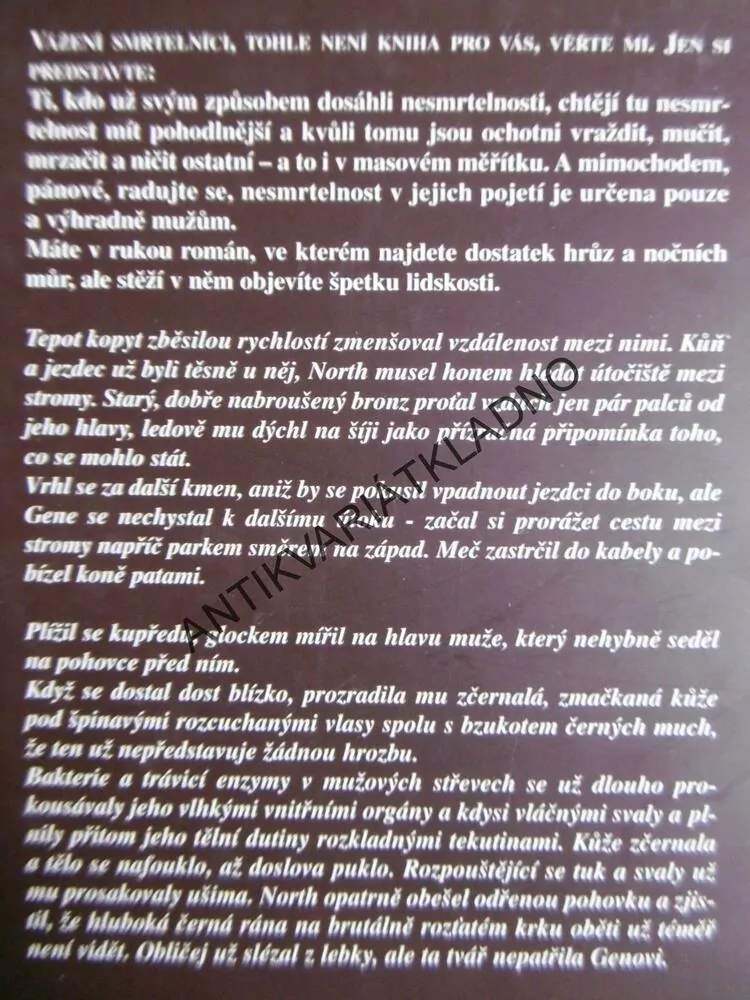 VÁŽENÍ SMRTELNÍCI, TOHLE NENÍ KNIHA PRO VÁS, VĚŘTE MI. JEN SI
PŘEDSTAVTE:
Ti, kdo už svým způsobem dosáhli nesmrtelnosti, chtějí tu nesmr-
telnost mít pohodlnější a kvůli tomu jsou ochotni vraždit, mučit,
mrzačit a ničit ostatní – a to i v masovém měřítku. A mimochodem,
pánové, radujte se, nesmrtelnost v jejich pojetí je určena pouze
a výhradně mužům.
Máte v rukou román, ve kterém najdete dostatek hrůz a nočních
můr, ale stěží v něm objevíte špetku lidskosti.
Tepot kopyt zběsilou rychlostí zmenšoval vzdálenost mezi nimi. Kůň
a jezdec už byli těsně u něj, North musel honem hledat útočiště mezi
stromy. Starý, dobře nabroušený bronz proťal vzduch jen pár palců od
jeho hlavy, ledově mu dýchl na šíji jako přízračná připomínka toho,
co se mohlo stát.
Vrhl se za další kmen, aniž by se pokusil vpadnout jezdci do boku, ale
Gene se nechystal k dalšímu útoku - začal si prorážet cestu mezi
stromy napříč parkem směrem na západ. Meč zastrčil do kabely a po-
bízel koně patami.
Plížil se kupředu, glockem mířil na hlavu muže, který nehybně seděl
na pohovce před ním.
Když se dostal dost blízko, prozradila mu zčernalá, zmačkaná kůže
pod špinavými rozcuchanými vlasy spolu s bzukotem černých much,
že ten už nepředstavuje žádnou hrozbu.
Bakterie a trávicí enzymy v mužových střevech se už dlouho pro-
kousávaly jeho vlhkými vnitřními orgány a kdysi vláčnými svaly a pl-
nily přitom jeho tělní dutiny rozkladnými tekutinami. Kůže zčernala
a tělo se nafouklo, až doslova puklo. Rozpouštějící se tuk a svaly už
mu prosakovaly ušima. North opatrně obešel odřenou pohovku a zjis-
til, že hluboká černá rána na brutálně rozťatém krku oběti už téměř
není vidět. Obličej už slézal z lebky, ale ta tvář nepatřila Genovi.
ANTIKVARIÁTKLADNO